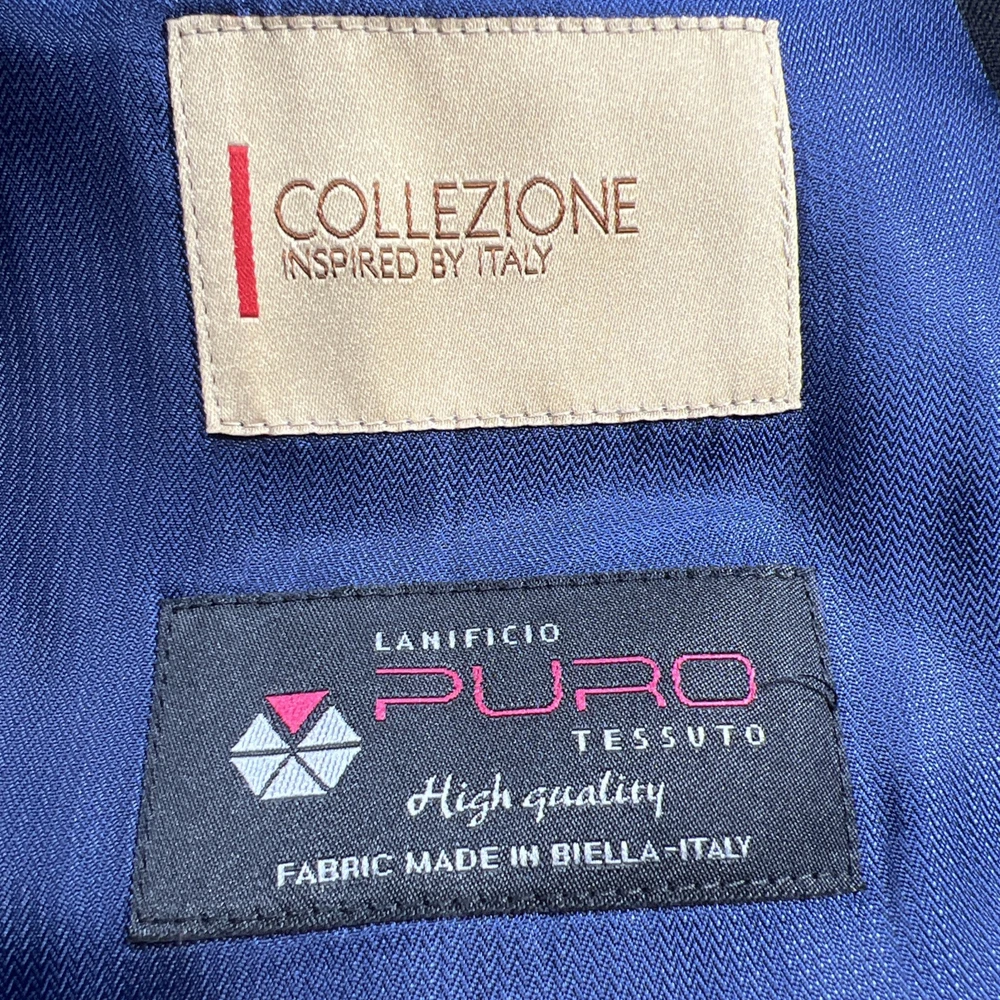 COLLEZIONE
INSPIRED BY ITALY
LANIFICIO
PURO
TESSUTO
High quality
FABRIC MADE IN BIELLA-ITALY